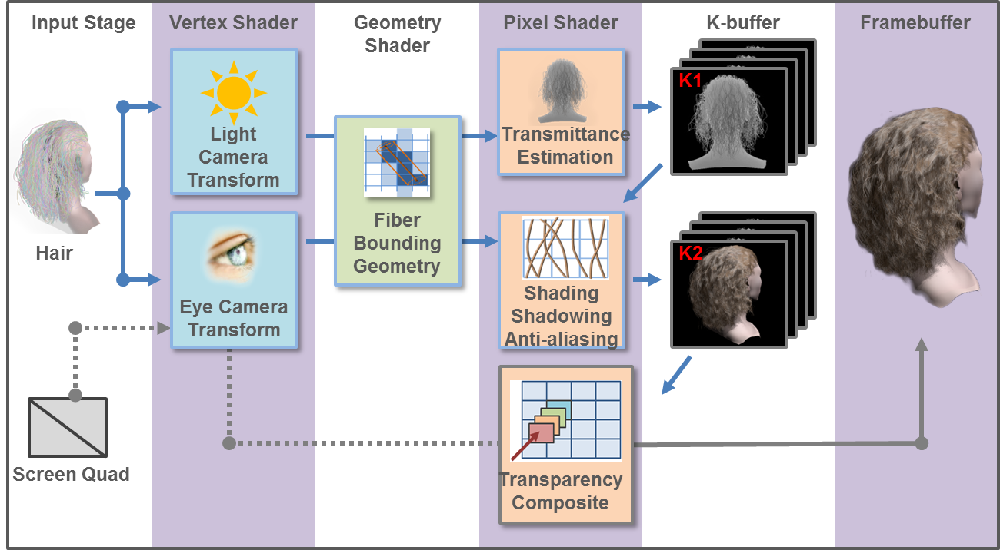 Input Stage
Vertex Shader
Geometry
Shader
Pixel Shader
K-buffer
Framebuffer
Hair
Screen Quad
Light
Camera
Transform
Eye Camera
Transform
Fiber
Bounding
Geometry
Transmittance
Estimation
Shading
Shadowing
Anti-aliasing
Transparency
Composite
K1
K2